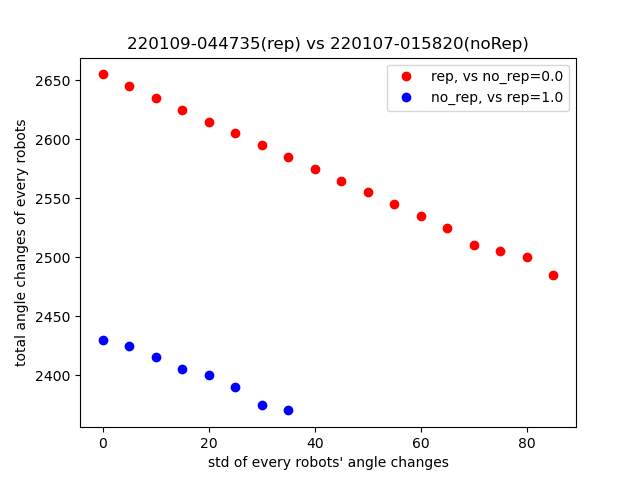 220109-044735(rep) vs 220107-015820(noRep)
rep, vs no_rep=0.0
no_rep, vs rep=1.0
total angle changes of every robots
2650
2600
2550
2500
2450
2400
0 20 40 60 80
std of every robots' angle changes